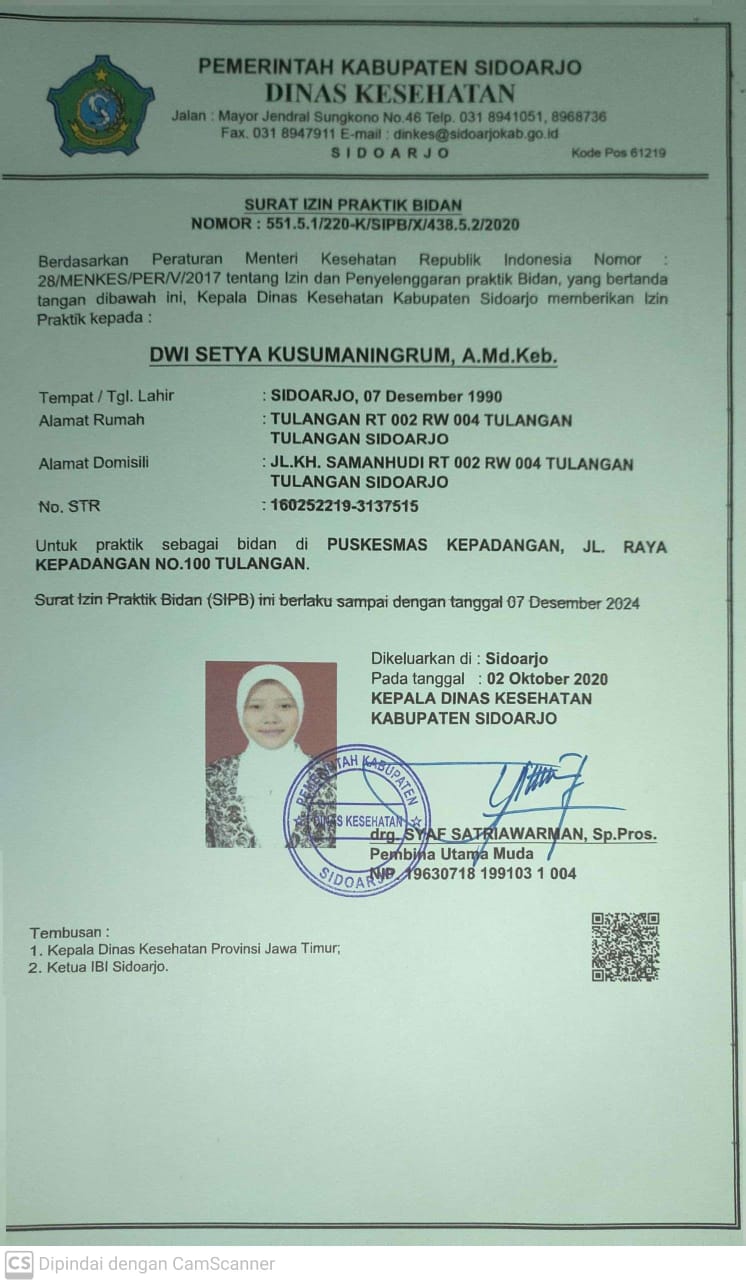 PEMERINTAH KABUPATEN SIDOARJO
DINAS KESEHATAN
Jalan : Mayor Jendral Sungkono No.46 Telp. 031 8941051, 8968736
Fax. 031 8947911 E-mail : dinkes@sidoarjokab.go.id
S I D O A R J O Kode Pos 61219
SURAT IZIN PRAKTIK BIDAN
NOMOR : 551.5.1/220-K/SIPB/X/438.5.2/2020
Berdasarkan Peraturan Menteri Kesehatan Republik Indonesia Nomor :
28/MENKES/PER/V/2017 tentang Izin dan Penyelenggaran praktik Bidan, yang bertanda
tangan dibawah ini, Kepala Dinas Kesehatan Kabupaten Sidoarjo memberikan Izin
Praktik kepada :
DWI SETYA KUSUMANINGRUM, A.Md.Keb.
Tempat / Tgl. Lahir : SIDOARJO, 07 Desember 1990
Alamat Rumah : TULANGAN RT 002 RW 004 TULANGAN
TULANGAN SIDOARJO
Alamat Domisili : JL.KH. SAMANHUDI RT 002 RW 004 TULANGAN
TULANGAN SIDOARJO
No. STR : 160252219-3137515
Untuk praktik sebagai bidan di PUSKESMAS KEPADANGAN, JL. RAYA
KEPADANGAN NO.100 TULANGAN.
Surat Izin Praktik Bidan (SIPB) ini berlaku sampai dengan tanggal 07 Desember 2024
Dikeluarkan di : Sidoarjo
Pada tanggal : 02 Oktober 2020
KEPALA DINAS KESEHATAN
KABUPATEN SIDOARJO
PEMERINTAH KABUPATEN
DINAS KESEHATAN
SIDOARJO
drg. SYAF SATRIAWARMAN, Sp.Pros.
Pembina Utama Muda
NIP. 19630718 199103 1 004
Tembusan :
1. Kepala Dinas Kesehatan Provinsi Jawa Timur;
2. Ketua IBI Sidoarjo.
CS Dipindai dengan CamScanner